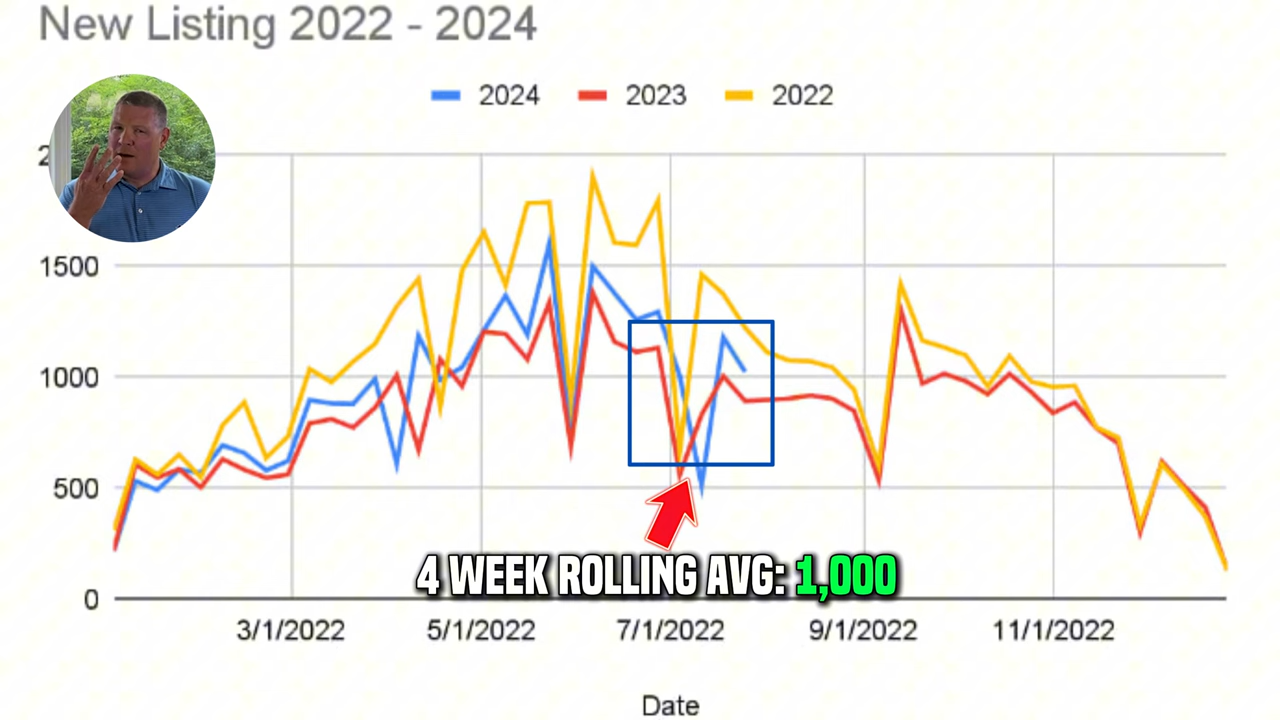 New Listing 2022 - 2024
2024 2023 2022
2
1500
1000
500
4 WEEK ROLLING AVG: 1,000
0
3/1/2022 5/1/2022 7/1/2022 9/1/2022 11/1/2022
Date